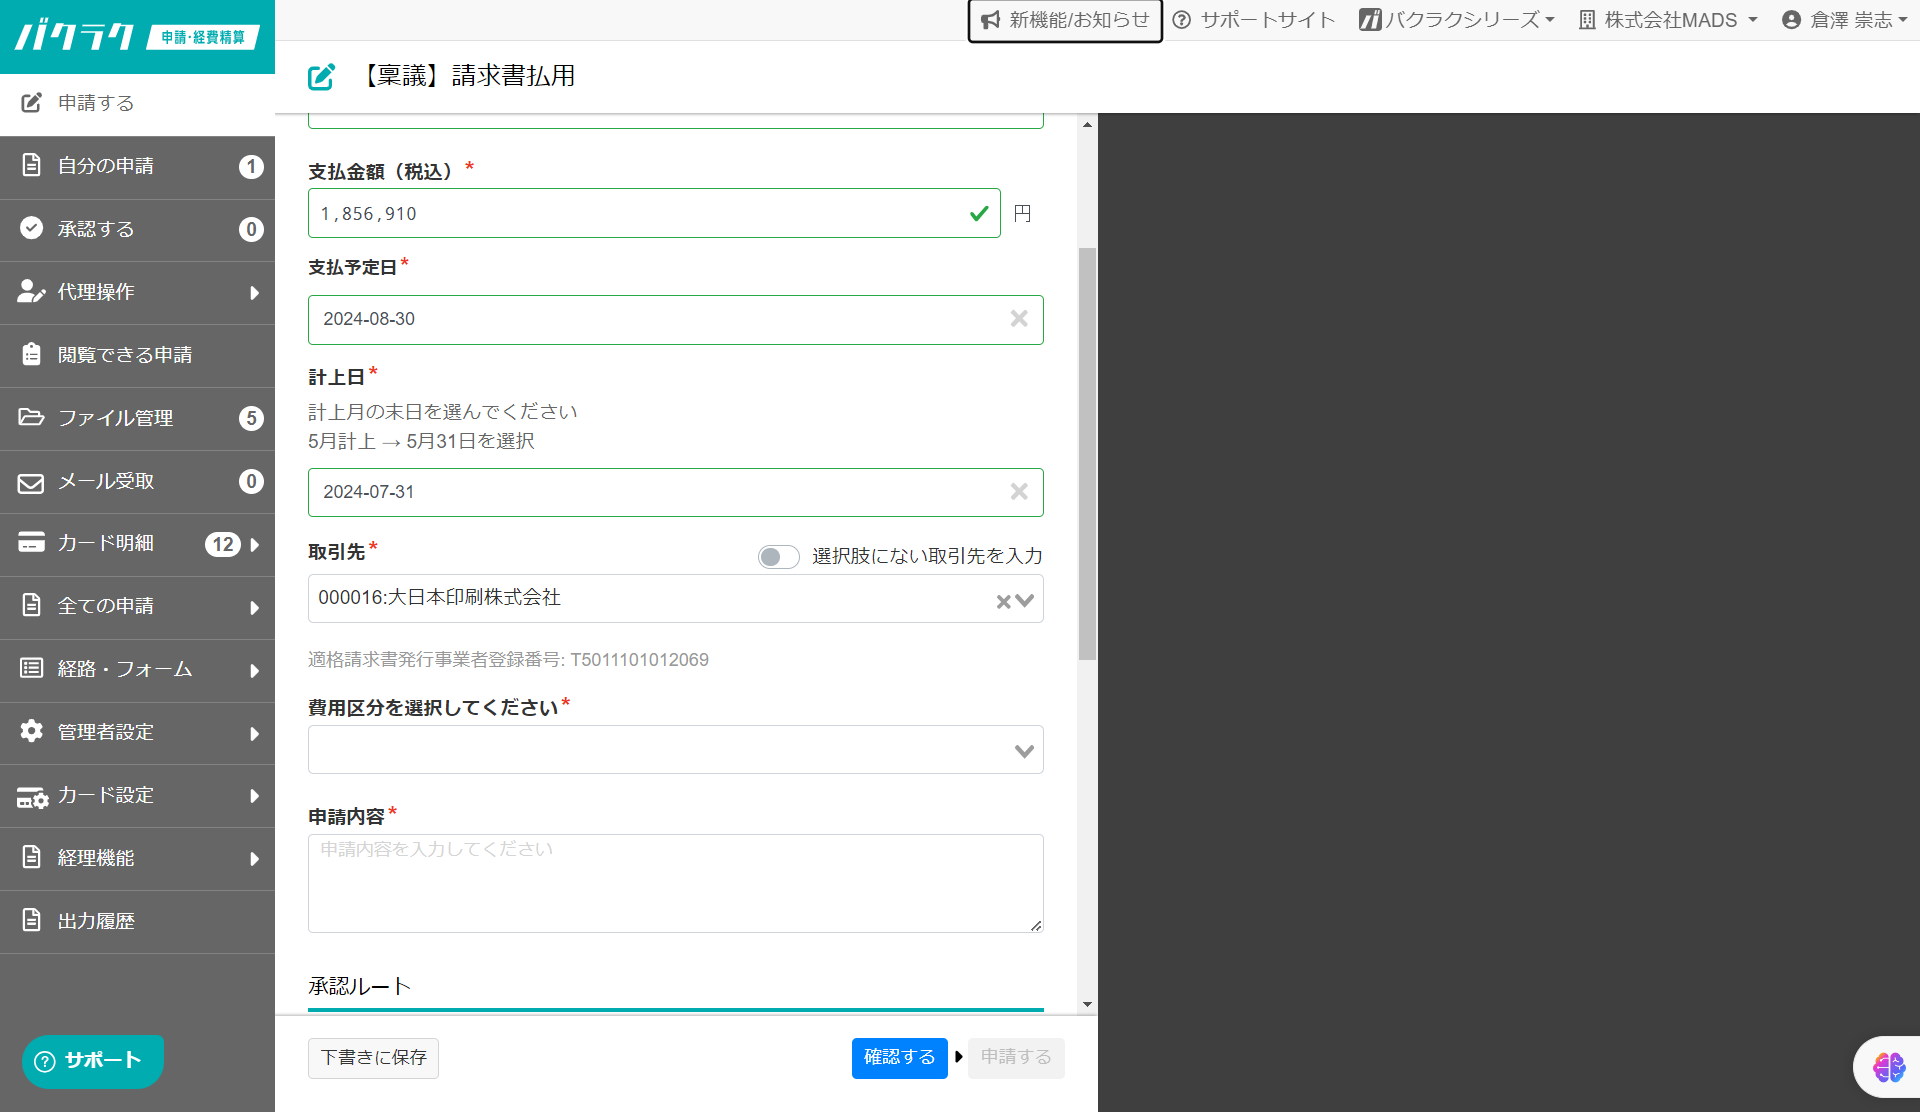 バクラク 申請・経費精算
新機能/お知らせ
サポートサイト
バクラクシリーズ
株式会社MADS
倉澤 崇志
申請する
自分の申請 1
承認する 0
代理操作
閲覧できる申請
ファイル管理 5
メール受取 0
カード明細 12
全ての申請
経路・フォーム
管理者設定
カード設定
経理機能
出力履歴
サポート
【稟議】請求書払用
支払金額（税込）*
1,856,910
円
支払予定日*
2024-08-30
計上日*
計上月の末日を選んでください
5月計上 → 5月31日を選択
2024-07-31
取引先*
選択肢にない取引先を入力
000016:大日本印刷株式会社
適格請求書発行事業者登録番号: T5011101012069
費用区分を選択してください*
申請内容*
申請内容を入力してください
承認ルート
下書きに保存
確認する
申請する